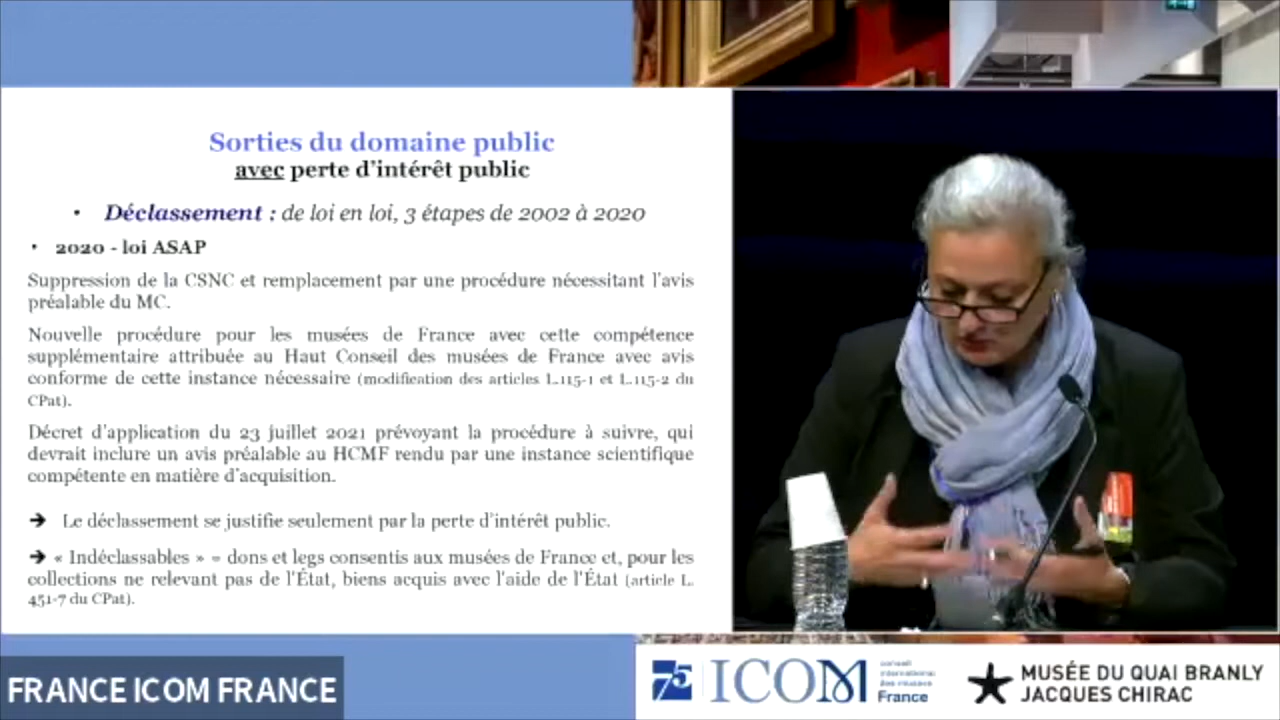 Sorties du domaine public
avec perte d'intérêt public
• Déclassement : de loi en loi, 3 étapes de 2002 à 2020
• 2020 - loi ASAP
Suppression de la CSNC et remplacement par une procédure nécessitant l'avis
préalable du MC.
Nouvelle procédure pour les musées de France avec cette compétence
supplémentaire attribuée au Haut Conseil des musées de France avec avis
conforme de cette instance nécessaire (modification des articles L.115-1 et L.115-2 du
CPat).
Décret d'application du 23 juillet 2021 prévoyant la procédure à suivre, qui
devrait inclure un avis préalable au HCMF rendu par une instance scientifique
compétente en matière d'acquisition.
➔ Le déclassement se justifie seulement par la perte d'intérêt public.
➔ « Indéclassables » = dons et legs consentis aux musées de France et, pour les
collections ne relevant pas de l'État, biens acquis avec l'aide de l'État (article L.
451-7 du CPat).
FRANCE ICOM FRANCE
75 ICOM
conseil
international
des musées
France
MUSÉE DU QUAI BRANLY
JACQUES CHIRAC